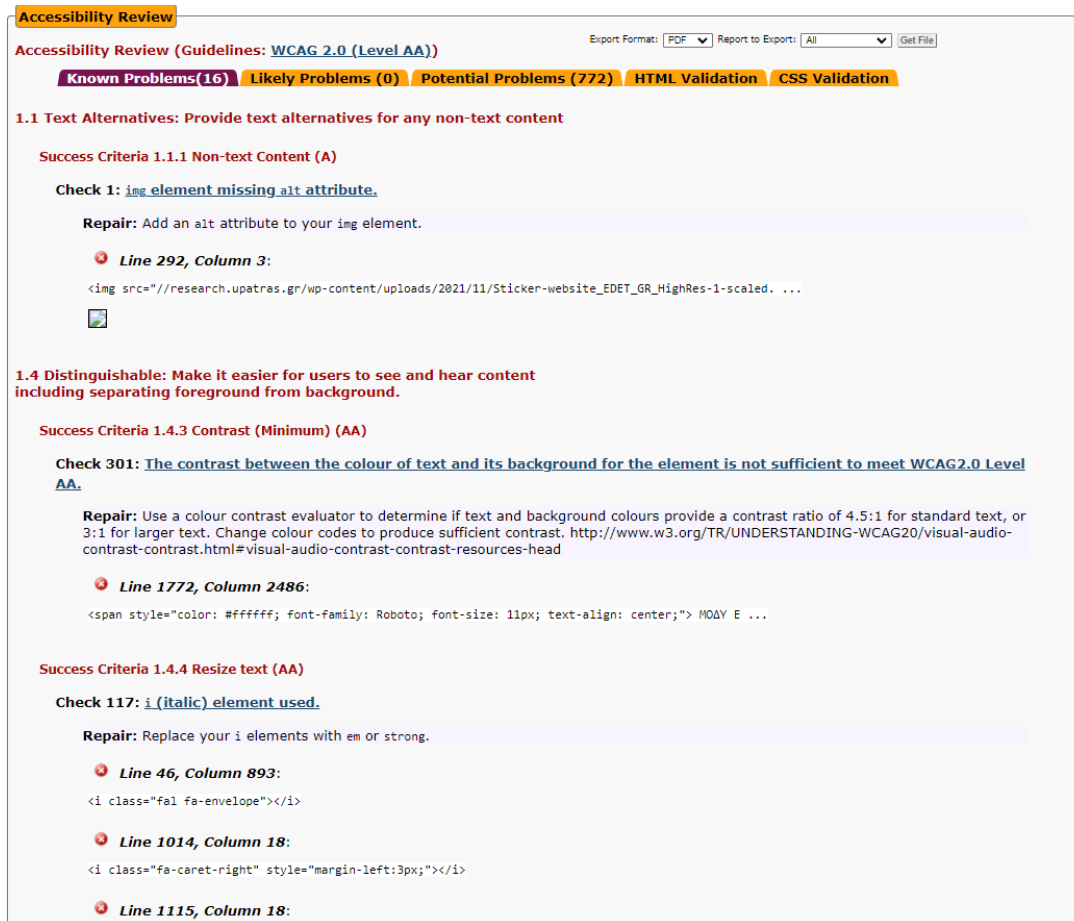 Accessibility Review
Accessibility Review (Guidelines: WCAG 2.0 (Level AA))
Export Format: PDF Report to Export: All Get File
Known Problems(16) Likely Problems (0) Potential Problems (772) HTML Validation CSS Validation
1.1 Text Alternatives: Provide text alternatives for any non-text content
Success Criteria 1.1.1 Non-text Content (A)
Check 1: img element missing alt attribute.
Repair: Add an alt attribute to your img element.
Line 292, Column 3:
<img src="//research.upatras.gr/wp-content/uploads/2021/11/Sticker-website_EDET_GR_HighRes-1-scaled. ...
1.4 Distinguishable: Make it easier for users to see and hear content
including separating foreground from background.
Success Criteria 1.4.3 Contrast (Minimum) (AA)
Check 301: The contrast between the colour of text and its background for the element is not sufficient to meet WCAG2.0 Level
AA.
Repair: Use a colour contrast evaluator to determine if text and background colours provide a contrast ratio of 4.5:1 for standard text, or
3:1 for larger text. Change colour codes to produce sufficient contrast. http://www.w3.org/TR/UNDERSTANDING-WCAG20/visual-audio-
contrast-contrast.html#visual-audio-contrast-contrast-resources-head
Line 1772, Column 2486:
<span style="color: #ffffff; font-family: Roboto; font-size: 11px; text-align: center;"> ΜΟΔΥ Ε ...
Success Criteria 1.4.4 Resize text (AA)
Check 117: i (italic) element used.
Repair: Replace your i elements with em or strong.
Line 46, Column 893:
<i class="fal fa-envelope"></i>
Line 1014, Column 18:
<i class="fa-caret-right" style="margin-left:3px;"></i>
Line 1115, Column 18: